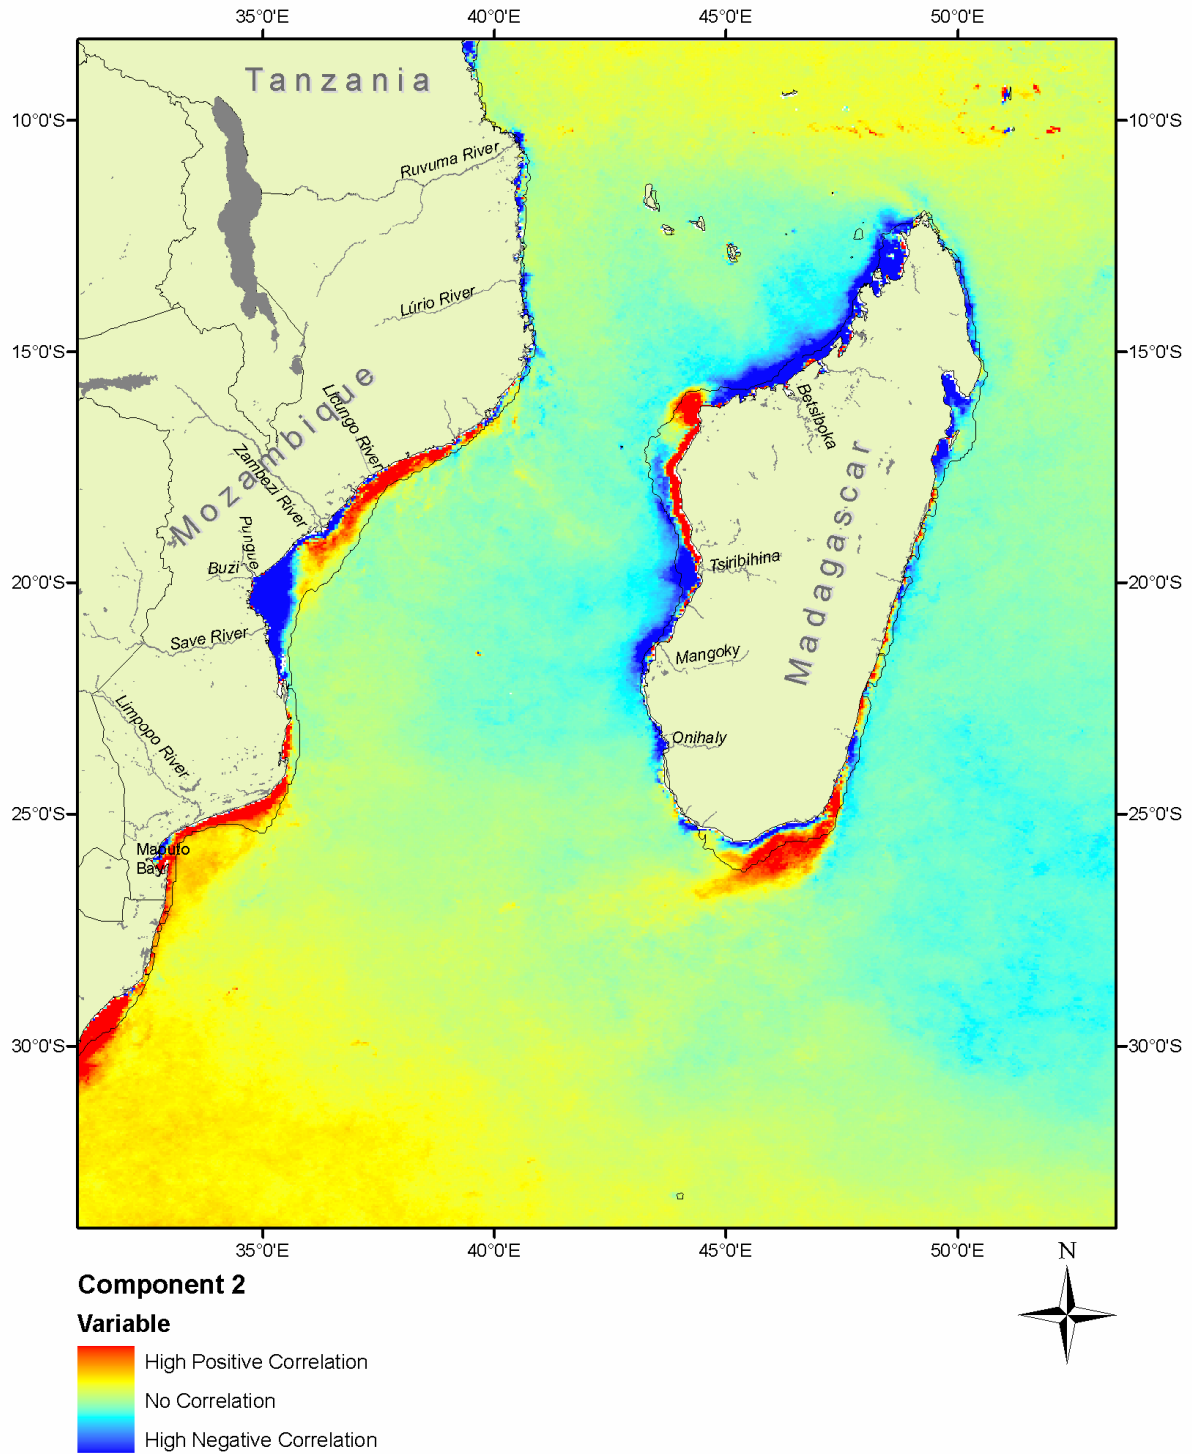 35°0'E 40°0'E 45°0'E 50°0'E
Tanzania
10°0'S 10°0'S
Ruvuma River
Lúrio River
15°0'S 15°0'S
Mozambique
Licungo River
Betsiboka
Zambezi River
Madagascar
Pungue
Buzi
Tsiribihina
20°0'S 20°0'S
Save River
Mangoky
Limpopo River
Onihaly
25°0'S 25°0'S
Maputo
Bay
30°0'S 30°0'S
35°0'E 40°0'E 45°0'E 50°0'E
N
Component 2
Variable
High Positive Correlation
No Correlation
High Negative Correlation